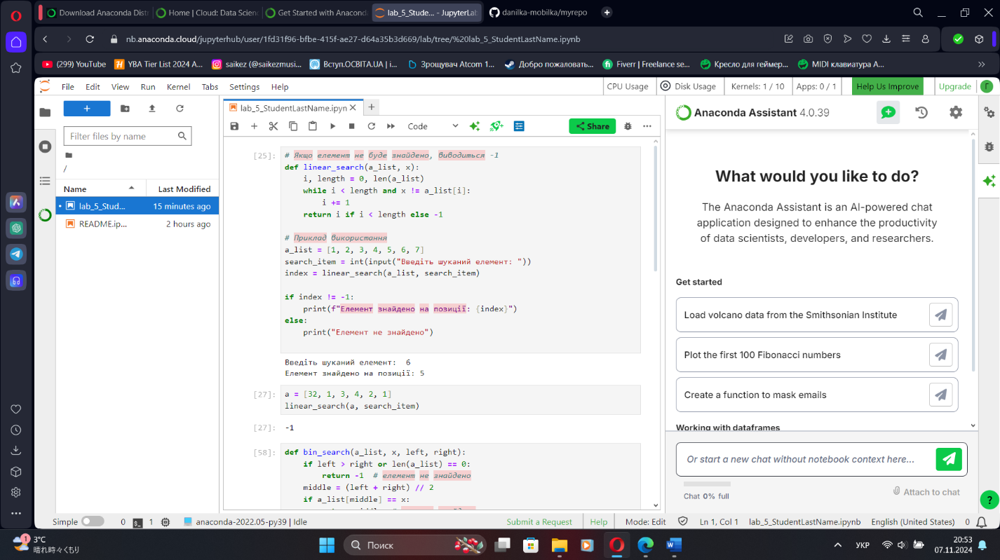 Download Anaconda Dist
Home | Cloud: Data Scienc
Get Started with Anaconda
lab_5_Stude... - JupyterLab
danilka-mobilka/myrepo
nb.anaconda.cloud/jupyterhub/user/1fd31f96-bfbe-415f-ae27-d64a35b3d669/lab/tree/%20lab_5_StudentLastName.ipynb
(299) YouTube
YBA Tier List 2024 A...
saikez (@saikezmusi...
Вступ.ОСВІТА.UA | і...
Зрощувач Atcom 1...
Добро пожаловать...
Fiverr | Freelance se...
Кресло для геймер...
MIDI клавиатура A...
File Edit View Run Kernel Tabs Settings Help
CPU Usage
Disk Usage
Kernels: 1 / 10
Apps: 0 / 1
Help Us Improve
Upgrade
Г
Filter files by name
/
Name Last Modified
lab_5_Stud... 15 minutes ago
README.ip... 2 hours ago
lab_5_StudentLastName.ipyn
Code
Share
[25]:
# Якщо елемент не буде знайдено, виводиться -1
def linear_search(a_list, x):
i, length = 0, len(a_list)
while i < length and x != a_list[i]:
i += 1
return i if i < length else -1
# Приклад використання
a_list = [1, 2, 3, 4, 5, 6, 7]
search_item = int(input("Введіть шуканий елемент: "))
index = linear_search(a_list, search_item)
if index != -1:
print(f"Елемент знайдено на позиції: {index}")
else:
print("Елемент не знайдено")
Введіть шуканий елемент: 6
Елемент знайдено на позиції: 5
[27]:
a = [32, 1, 3, 4, 2, 1]
linear_search(a, search_item)
[27]: -1
[58]:
def bin_search(a_list, x, left, right):
if left > right or len(a_list) == 0:
return -1 # елемент не знайдено
middle = (left + right) // 2
if a_list[middle] == x:
Anaconda Assistant 4.0.39
What would you like to do?
The Anaconda Assistant is an AI-powered chat
application designed to enhance the productivity
of data scientists, developers, and researchers.
Get started
Load volcano data from the Smithsonian Institute
Plot the first 100 Fibonacci numbers
Create a function to mask emails
Working with dataframes
Or start a new chat without notebook context here...
Chat 0% full
Attach to chat
?
Simple 0 1 anaconda-2022.05-py39 | Idle
Submit a Request
Help
Mode: Edit
Ln 1, Col 1
lab_5_StudentLastName.ipynb
English (United States)
0
1
3°C
晴れ時々くもり
Поиск
УКР
20:53
07.11.2024